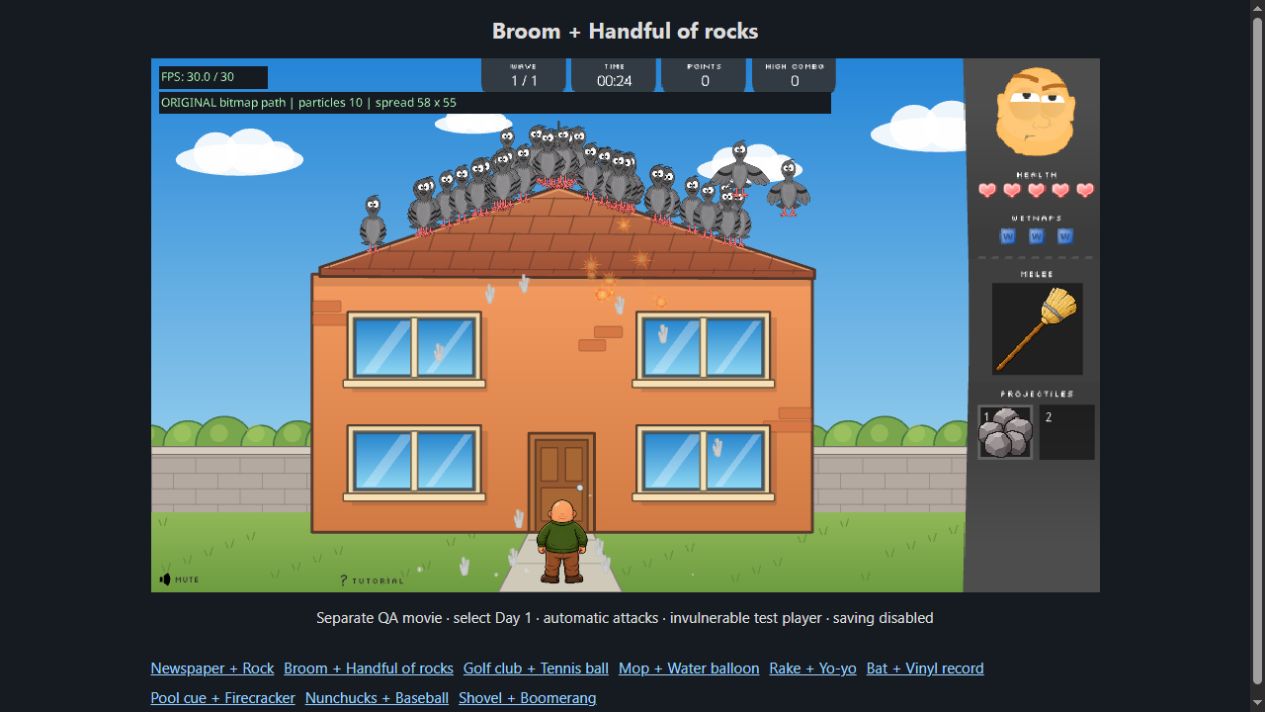 Broom + Handful of rocks
FPS: 30.0 / 30
WAVE
1 / 1
TIME
00:24
POINTS
0
HIGH COMBO
0
ORIGINAL bitmap path | particles 10 | spread 58 x 55
HEALTH
WETNAPS
W W W
MELEE
PROJECTILES
1 2
MUTE
? TUTORIAL
Separate QA movie · select Day 1 · automatic attacks · invulnerable test player · saving disabled
Newspaper + Rock Broom + Handful of rocks Golf club + Tennis ball Mop + Water balloon Rake + Yo-yo Bat + Vinyl record
Pool cue + Firecracker Nunchucks + Baseball Shovel + Boomerang